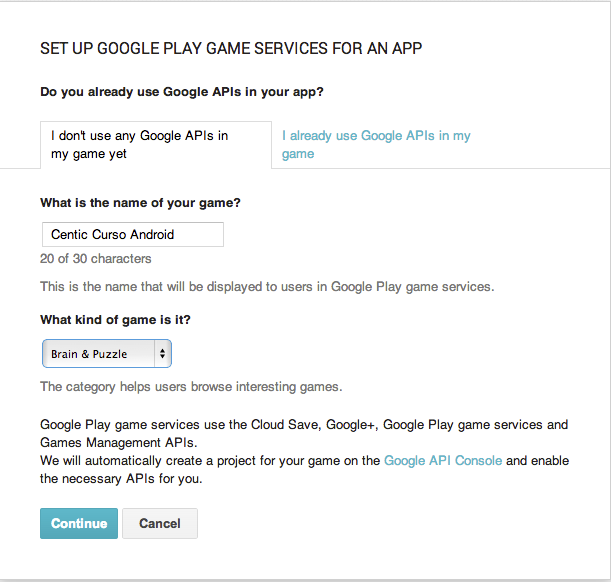 SET UP GOOGLE PLAY GAME SERVICES FOR AN APP
Do you already use Google APIs in your app?
I don't use any Google APIs in
my game yet
I already use Google APIs in my
game
What is the name of your game?
Centic Curso Android
20 of 30 characters
This is the name that will be displayed to users in Google Play game services.
What kind of game is it?
Brain & Puzzle
The category helps users browse interesting games.
Google Play game services use the Cloud Save, Google+, Google Play game services and
Games Management APIs.
We will automatically create a project for your game on the Google API Console and enable
the necessary APIs for you.
Continue
Cancel